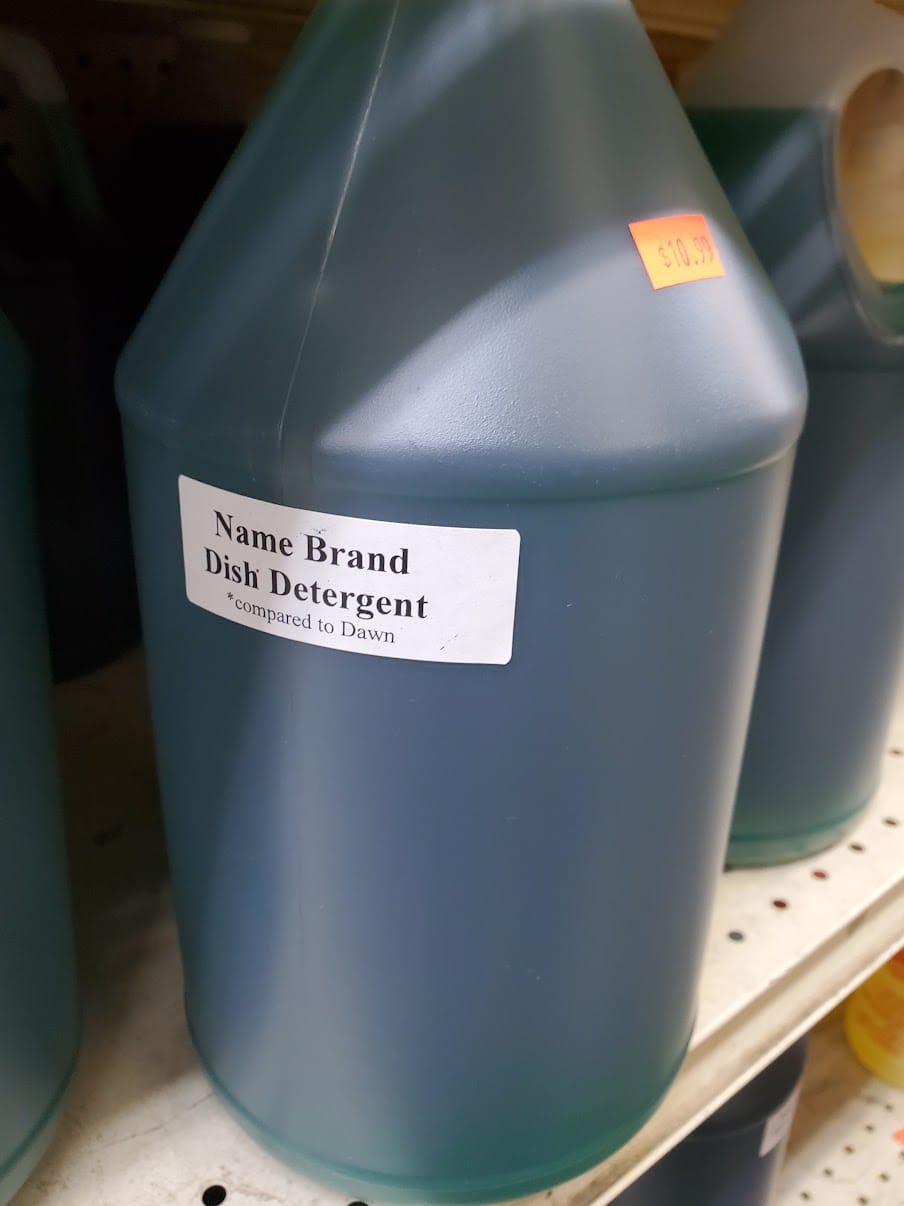 $10.99
Name Brand
Dish Detergent
*compared to Dawn